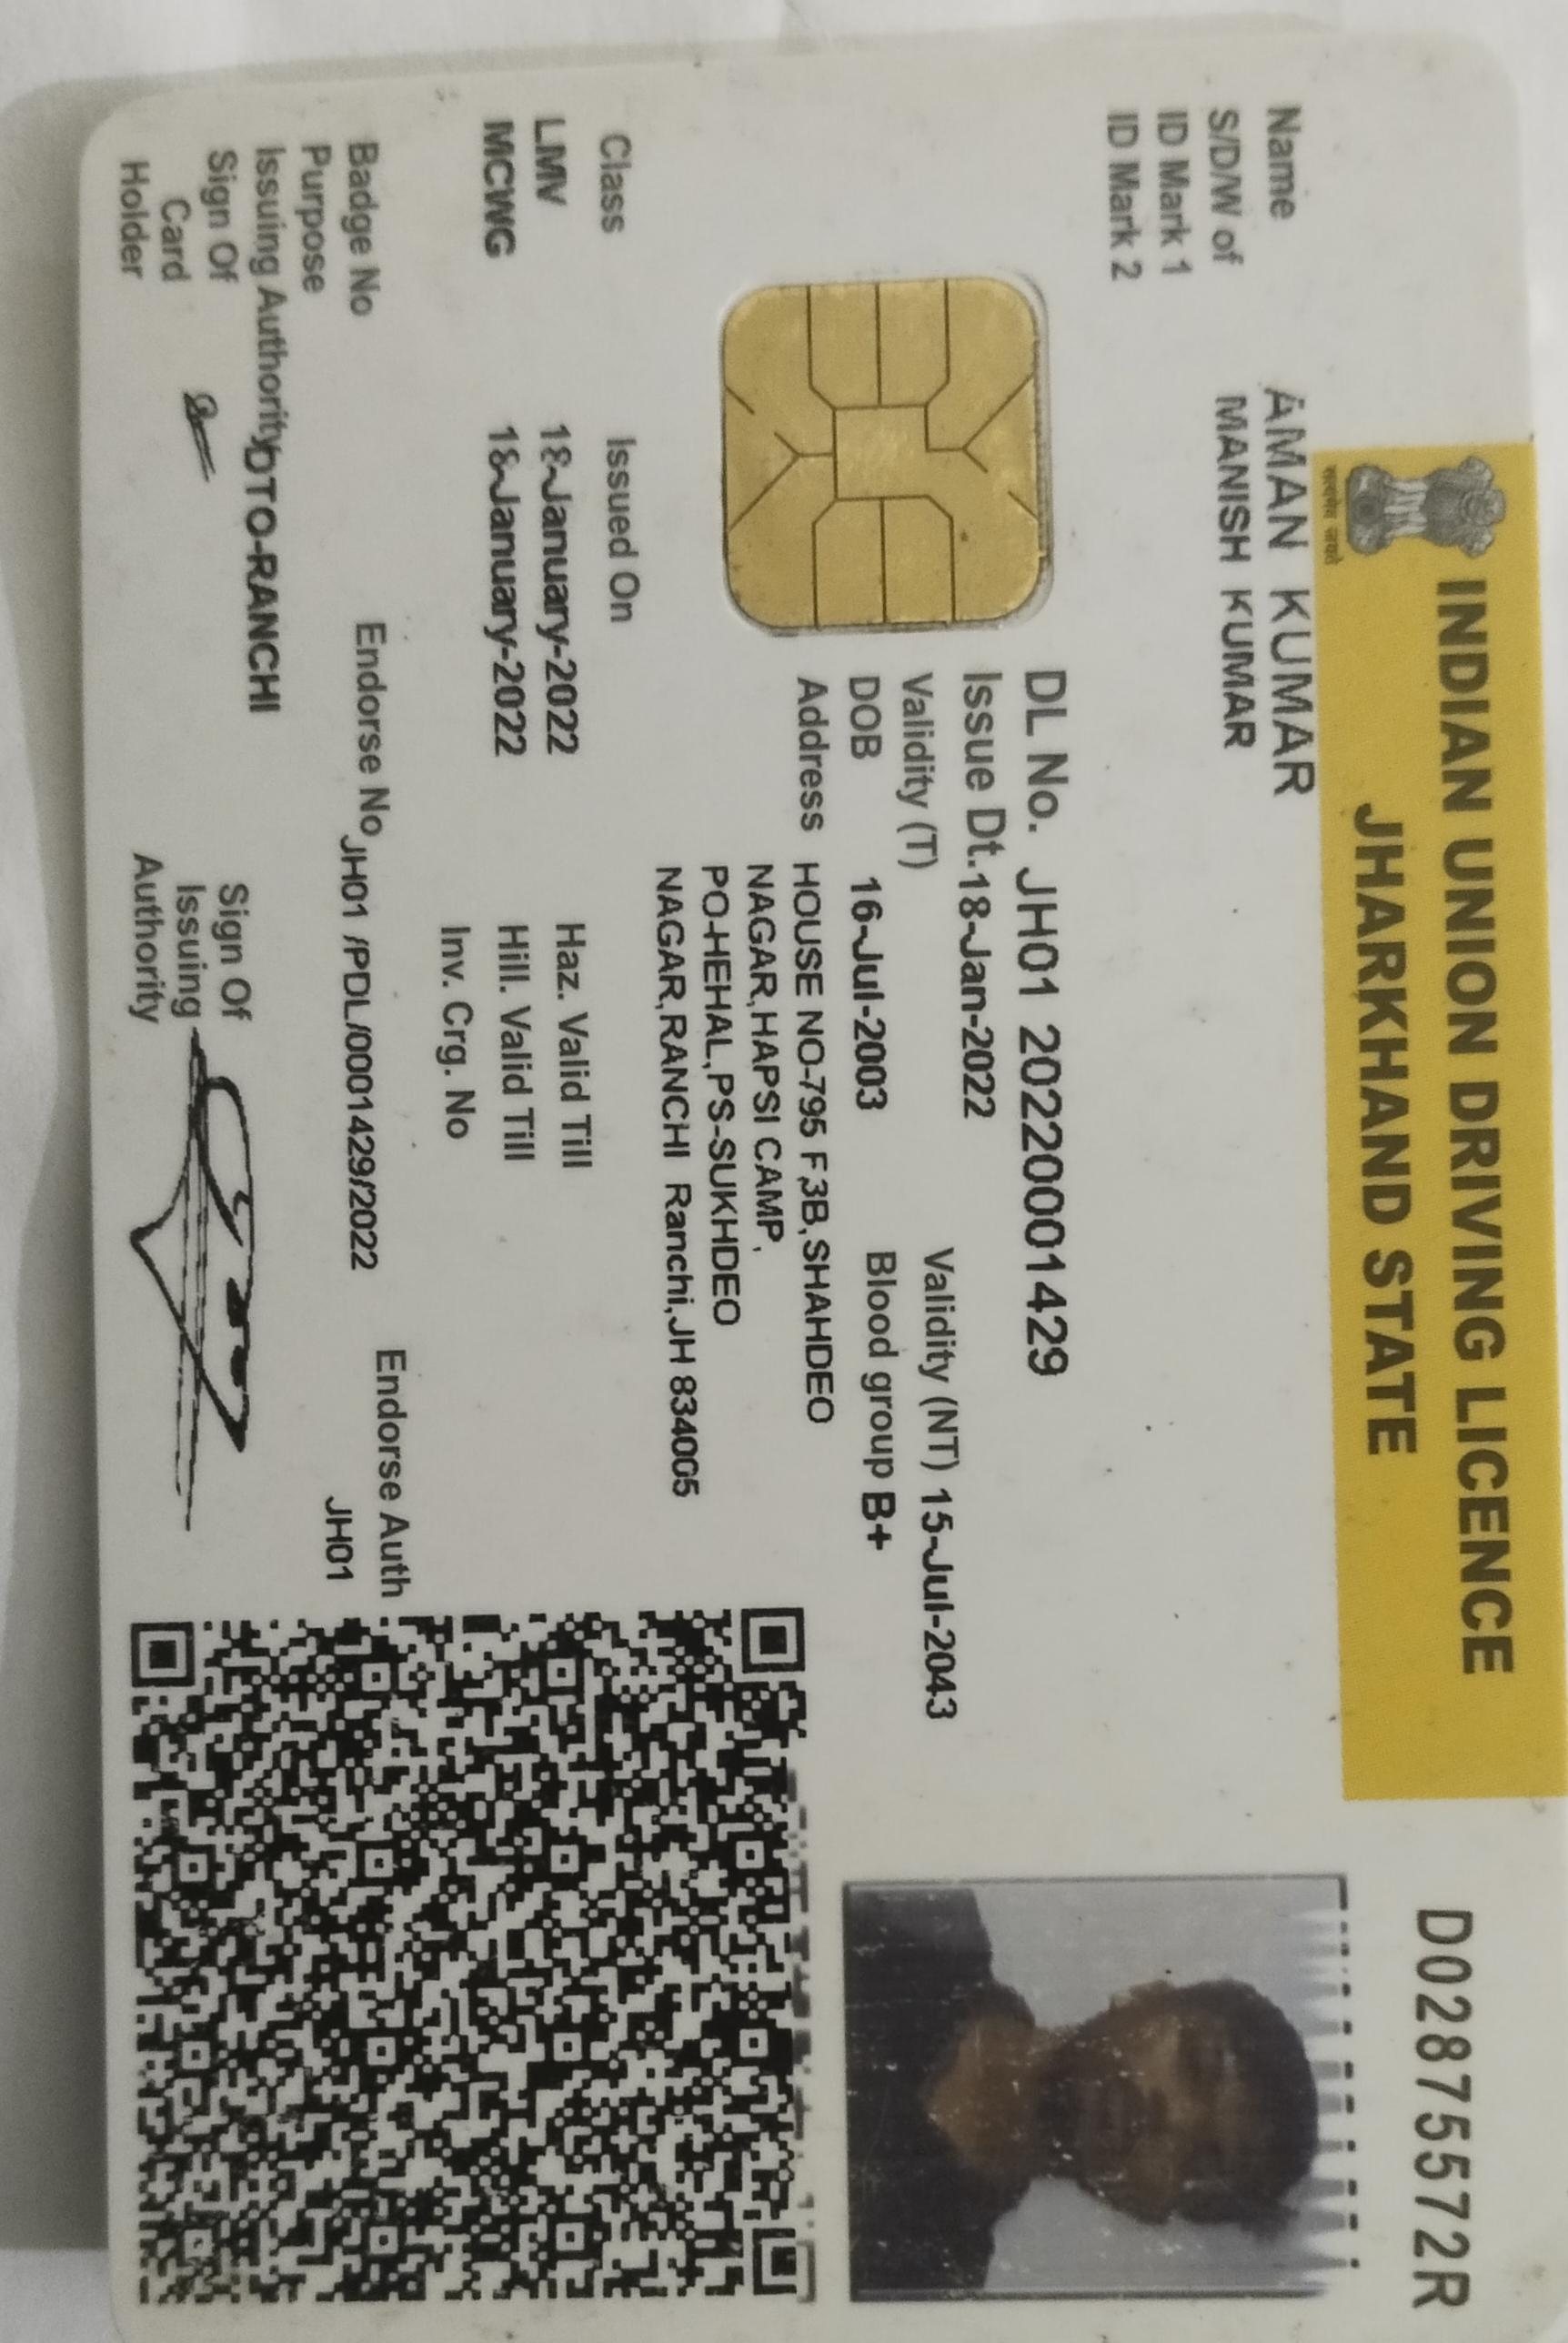 INDIAN UNION DRIVING LICENCE
JHARKHAND STATE
D02875572R
सत्यमेव जयते
Name AMAN KUMAR
S/D/W of MANISH KUMAR
ID Mark 1
ID Mark 2
DL No. JH01 20220001429
Issue Dt.18-Jan-2022
Validity (T) Validity (NT) 15-Jul-2043
DOB 16-Jul-2003 Blood group B+
Address HOUSE NO-795 F,3B,SHAHDEO
NAGAR,HAPSI CAMP,
PO-HEHAL,PS-SUKHDEO
NAGAR,RANCHI Ranchi,JH 834005
Class Issued On
LMV 18-January-2022 Haz. Valid Till
MCWG 18-January-2022 Hill. Valid Till
Inv. Crg. No
Badge No Endorse No Endorse Auth
Purpose JH01 /PDL/0001429/2022 JH01
Issuing Authority DTO-RANCHI
Sign Of Card Holder
Sign Of Issuing Authority